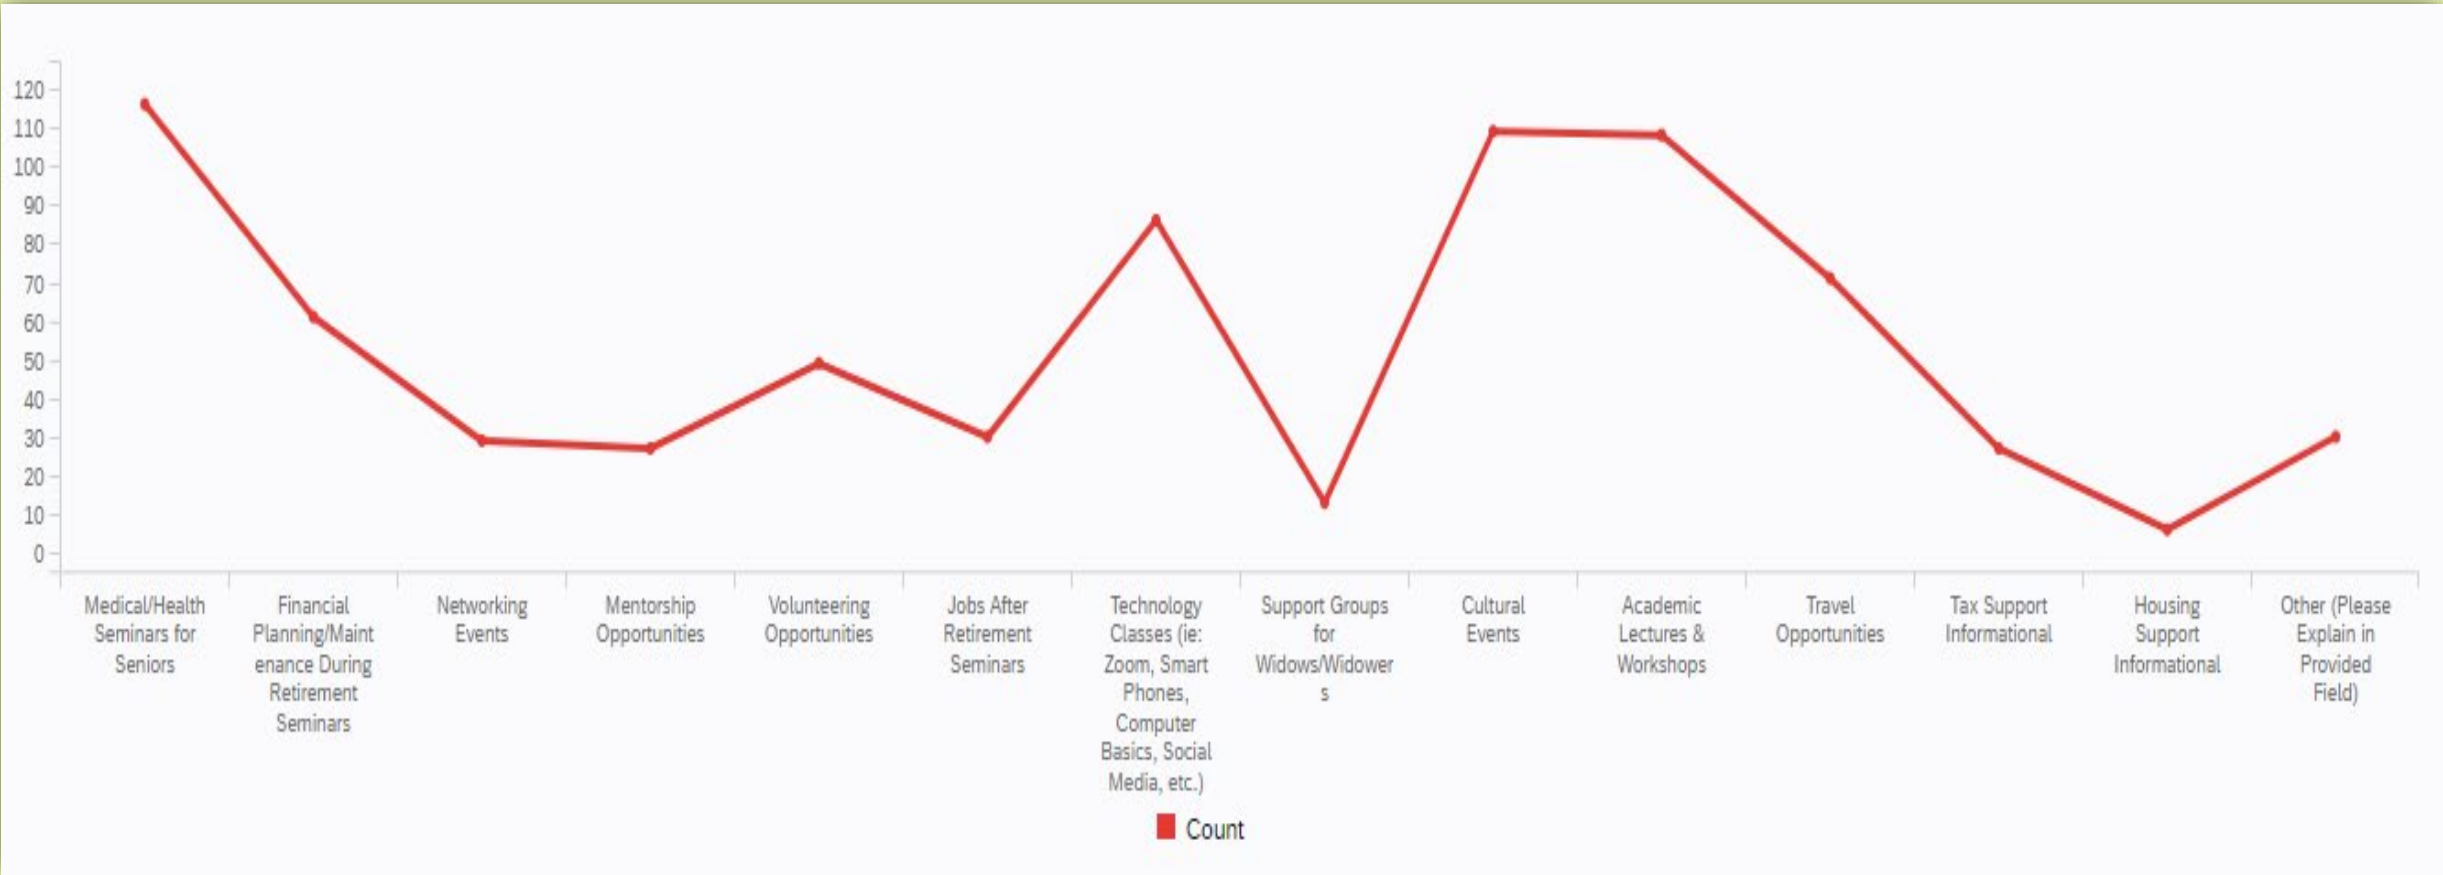 120
110
100
90
80
70
60
50
40
30
20
10
0
Medical/Health
Seminars for
Seniors
Financial
Planning/Maint
enance During
Retirement
Seminars
Networking
Events
Mentorship
Opportunities
Volunteering
Opportunities
Jobs After
Retirement
Seminars
Technology
Classes (ie:
Zoom, Smart
Phones,
Computer
Basics, Social
Media, etc.)
Support Groups
for
Widows/Widower
s
Cultural
Events
Academic
Lectures &
Workshops
Travel
Opportunities
Tax Support
Informational
Housing
Support
Informational
Other (Please
Explain in
Provided
Field)
Count